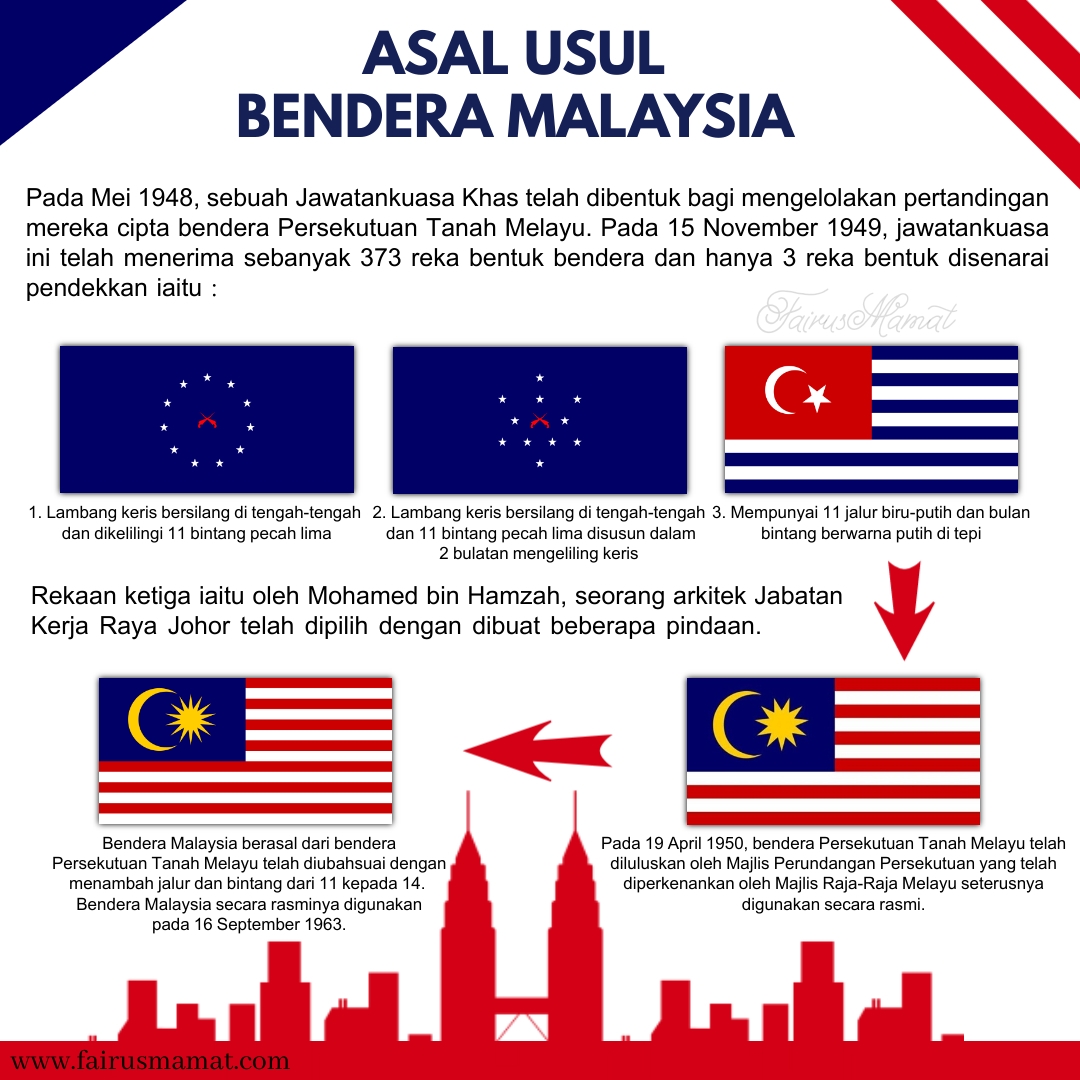 ASAL USUL
BENDERA MALAYSIA
Pada Mei 1948, sebuah Jawatankuasa Khas telah dibentuk bagi mengelolakan pertandingan
mereka cipta bendera Persekutuan Tanah Melayu. Pada 15 November 1949, jawatankuasa
ini telah menerima sebanyak 373 reka bentuk bendera dan hanya 3 reka bentuk disenarai
pendekkan iaitu :
FairusMamat
1. Lambang keris bersilang di tengah-tengah
dan dikelilingi 11 bintang pecah lima
2. Lambang keris bersilang di tengah-tengah
dan 11 bintang pecah lima disusun dalam
2 bulatan mengeliling keris
3. Mempunyai 11 jalur biru-putih dan bulan
bintang berwarna putih di tepi
Rekaan ketiga iaitu oleh Mohamed bin Hamzah, seorang arkitek Jabatan
Kerja Raya Johor telah dipilih dengan dibuat beberapa pindaan.
Pada 19 April 1950, bendera Persekutuan Tanah Melayu telah
diluluskan oleh Majlis Perundangan Persekutuan yang telah
diperkenankan oleh Majlis Raja-Raja Melayu seterusnya
digunakan secara rasmi.
Bendera Malaysia berasal dari bendera
Persekutuan Tanah Melayu telah diubahsuai dengan
menambah jalur dan bintang dari 11 kepada 14.
Bendera Malaysia secara rasminya digunakan
pada 16 September 1963.
www.fairusmamat.com